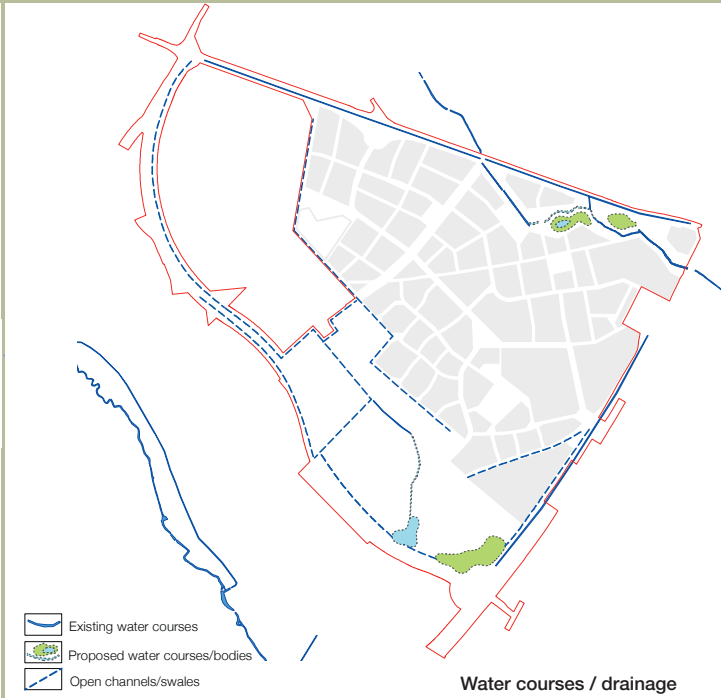 Existing water courses
Proposed water courses/bodies
Open channels/swales
Water courses / drainage